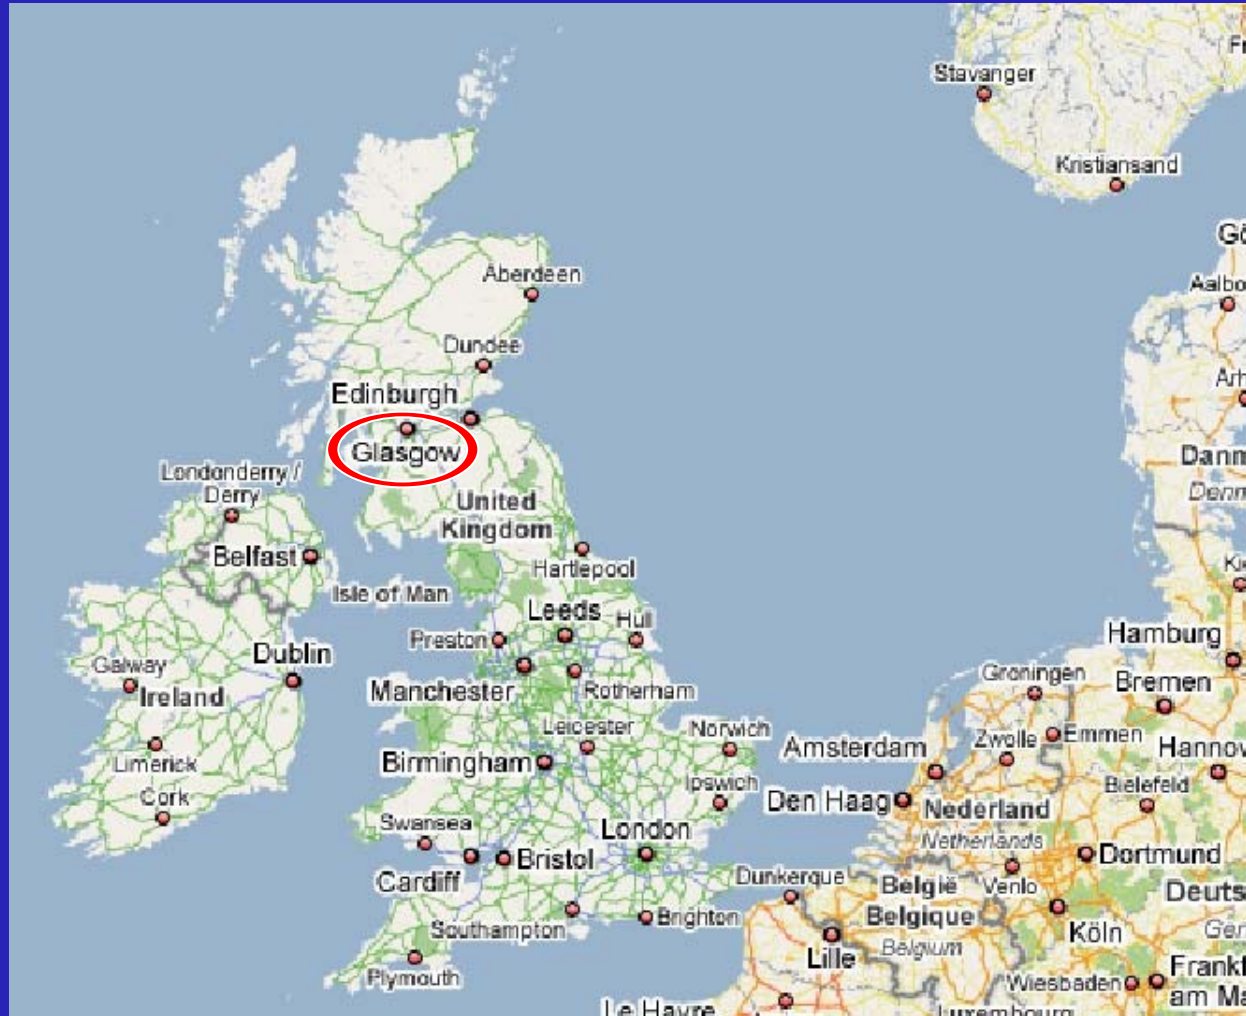 Stavanger
Kristiansand
Aberdeen
Dundee
Edinburgh
Glasgow
Londonderry /
Derry
United
Kingdom
Belfast
Hartlepool
Isle of Man
Leeds
Hull
Preston
Dublin
Galway
Ireland
Manchester
Rotherham
Leicester
Norwich
Limerick
Birmingham
Ipswich
Cork
Swansea
London
Bristol
Cardiff
Southampton
Brighton
Plymouth
Hamburg
Groningen
Bremen
Amsterdam
Zwolle
Emmen
Den Haag
Nederland
Netherlands
Bielefeld
Dortmund
Dunkerque
België
Belgique
Belgium
Venlo
Köln
Lille
Wiesbaden
Le Havre
am